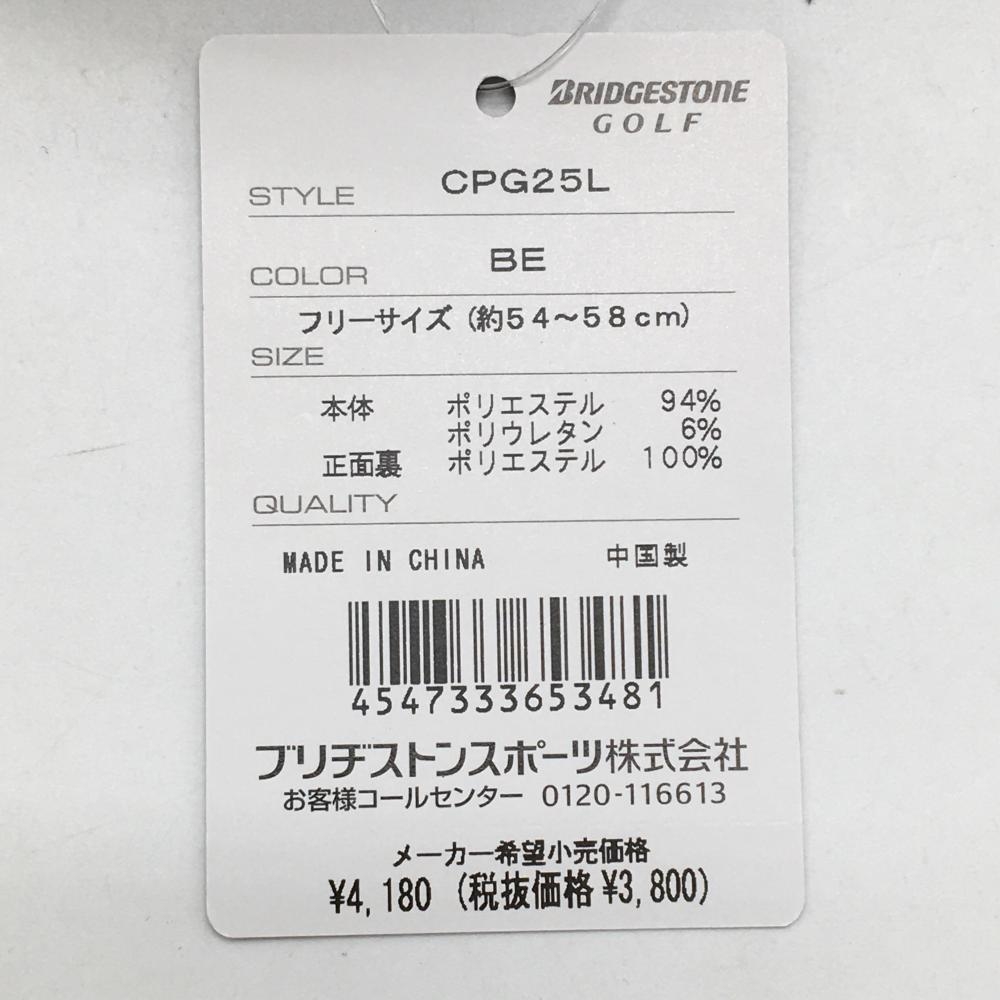 BRIDGESTONE
GOLF
STYLE CPG25L
COLOR BE
フリーサイズ (約54～58cm)
SIZE
本体 ポリエステル 94%
ポリウレタン 6%
正面裏 ポリエステル 100%
QUALITY
MADE IN CHINA 中国製
4547333653481
ブリヂストンスポーツ株式会社
お客様コールセンター 0120-116613
メーカー希望小売価格
¥4,180 (税抜価格¥3,800)